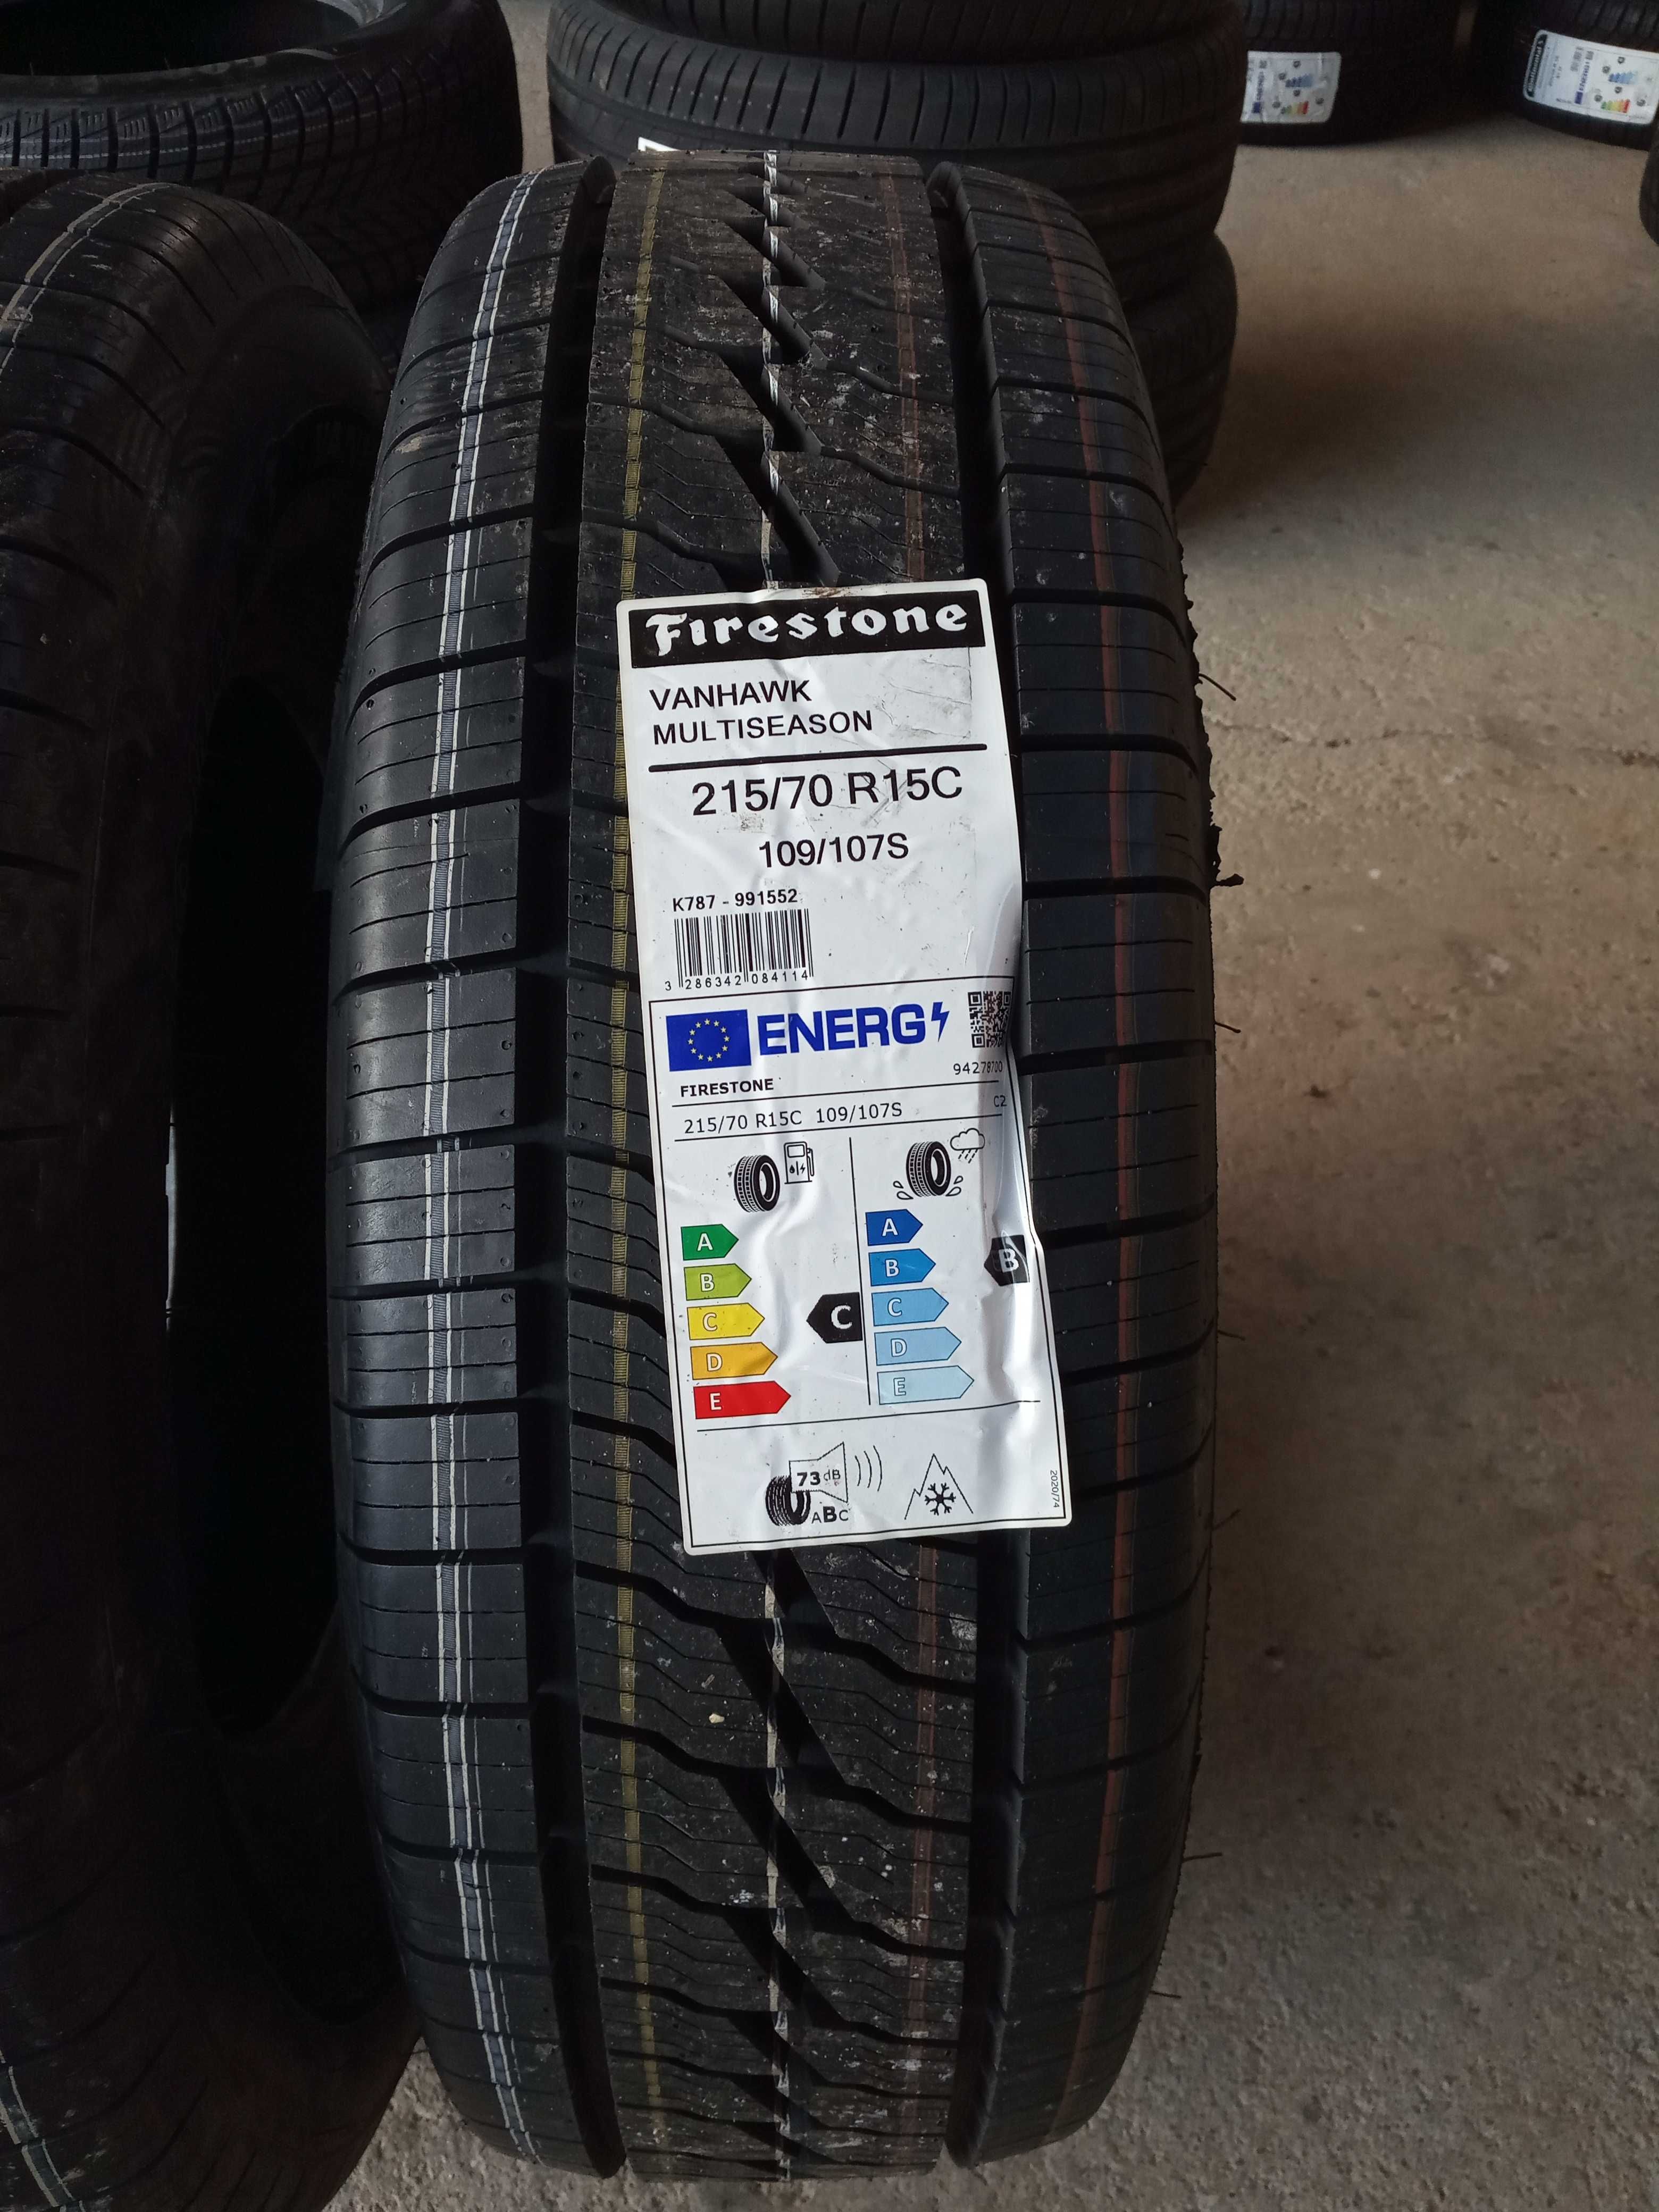 Firestone
VANHAWK
MULTISEASON
215/70 R15C
109/107S
K787 - 991552
3 286342 084114
ENERG
FIRESTONE
94278700
215/70 R15C 109/107S
C2
A
B
C
D
E
C
A
B
C
D
E
B
73 dB
ABC
2020/74